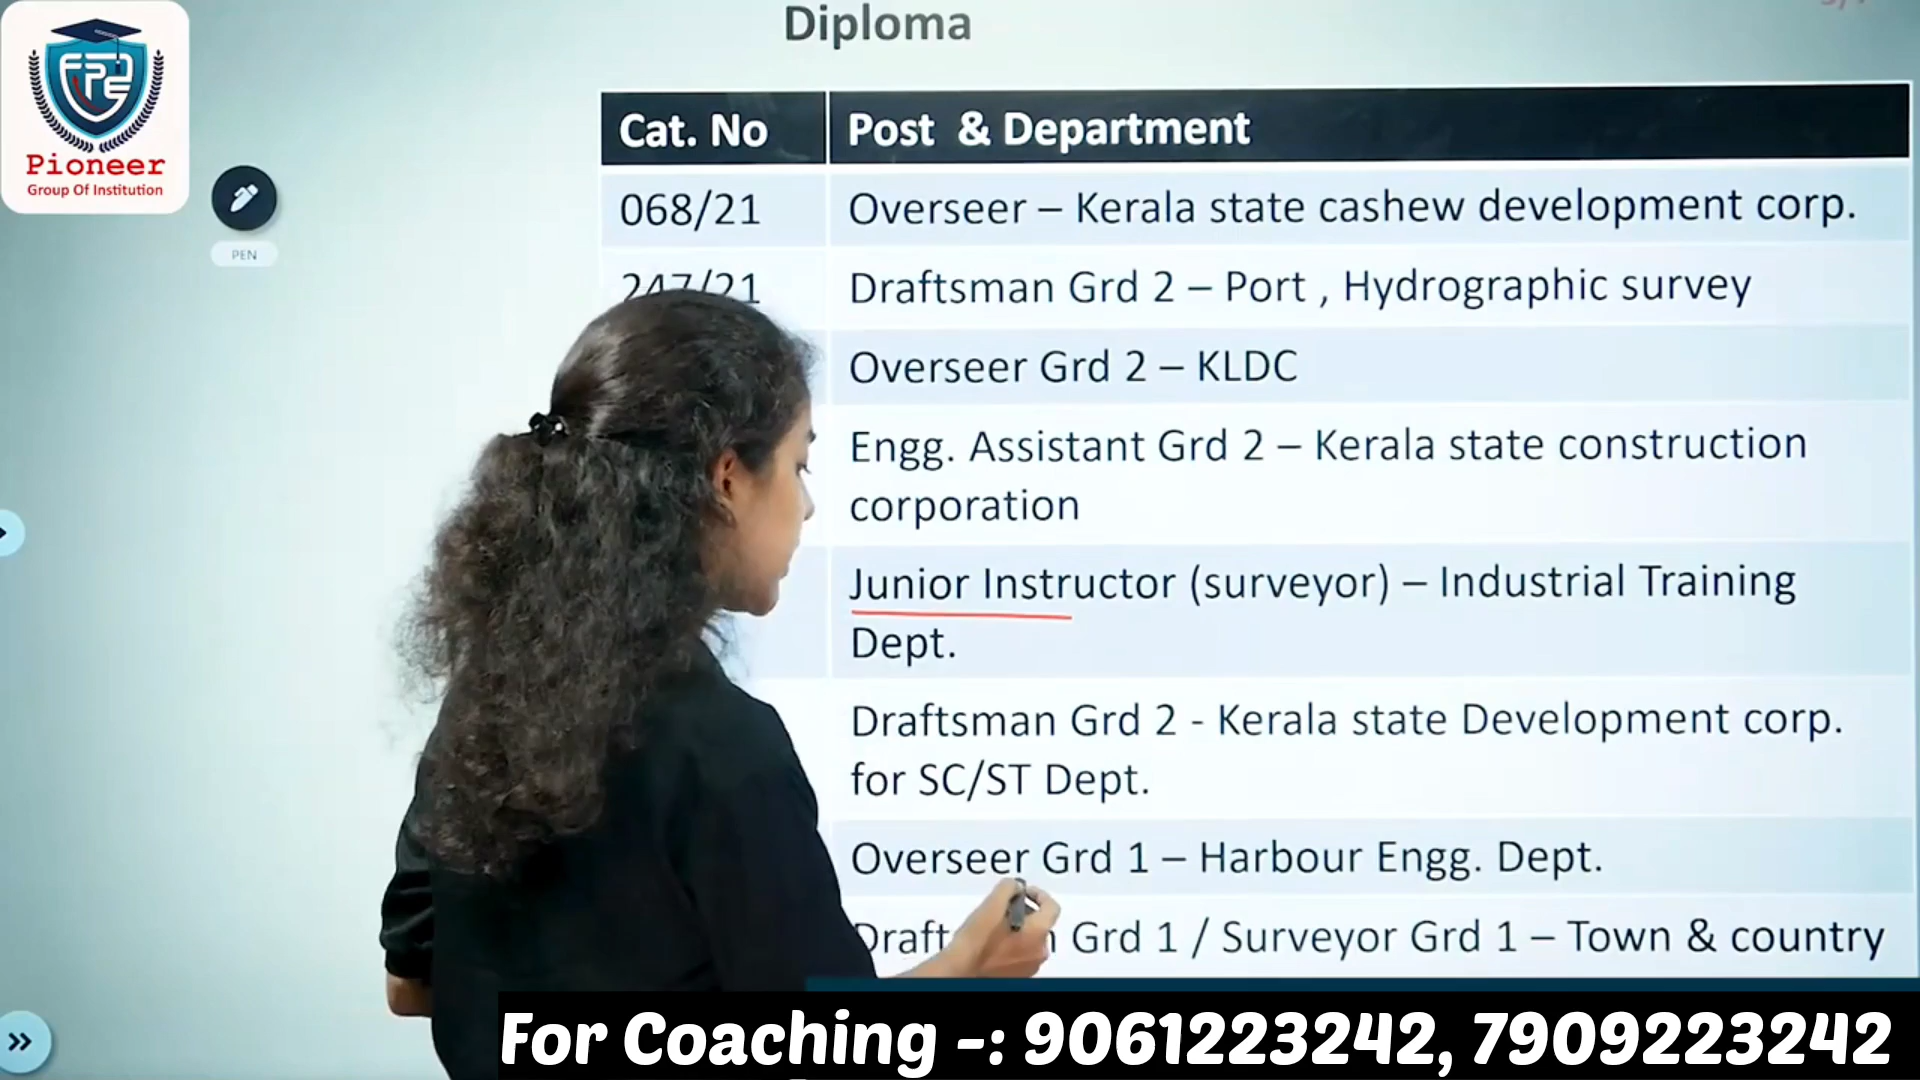 Diploma
Cat. No Post & Department
068/21 Overseer – Kerala state cashew development corp.
247/21 Draftsman Grd 2 – Port , Hydrographic survey
Overseer Grd 2 – KLDC
Engg. Assistant Grd 2 – Kerala state construction
corporation
Junior Instructor (surveyor) – Industrial Training
Dept.
Draftsman Grd 2 - Kerala state Development corp.
for SC/ST Dept.
Overseer Grd 1 – Harbour Engg. Dept.
Grd 1 / Surveyor Grd 1 – Town & country
Pioneer
Group Of Institution
PEN
For Coaching -: 9061223242, 7909223242